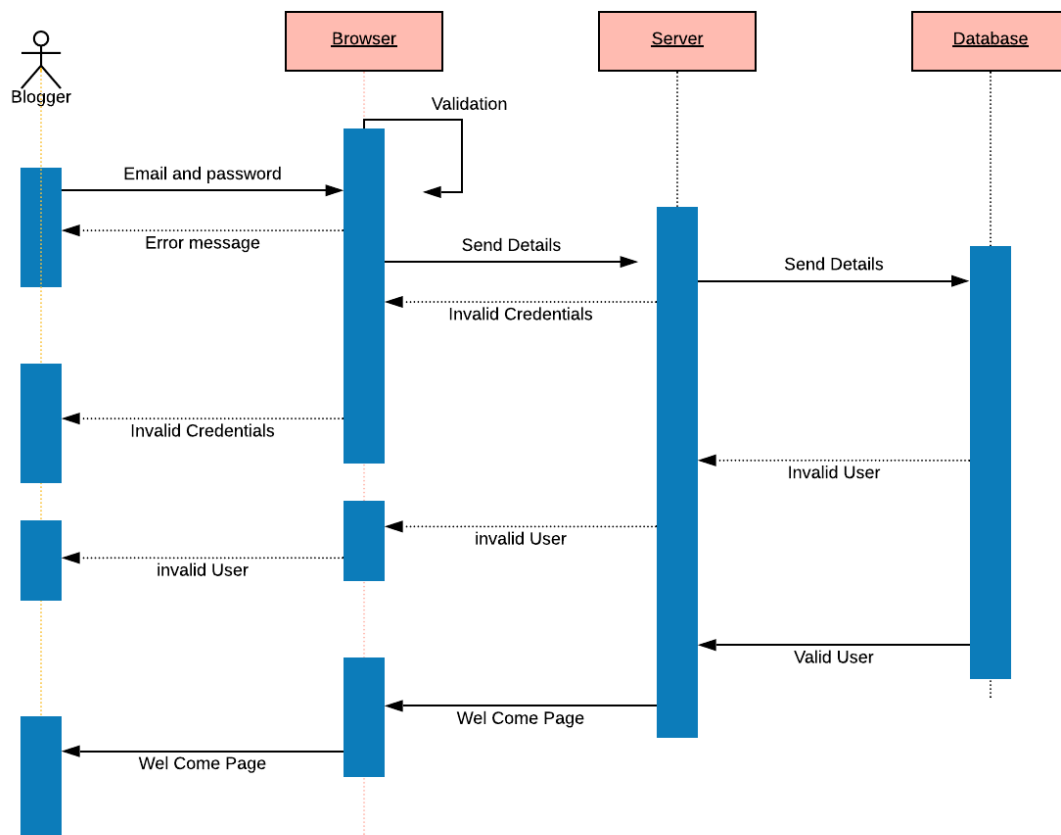 Browser
Server
Database
Blogger
Validation
Email and password
Error message
Send Details
Send Details
Invalid Credentials
Invalid Credentials
Invalid User
invalid User
invalid User
Valid User
Wel Come Page
Wel Come Page